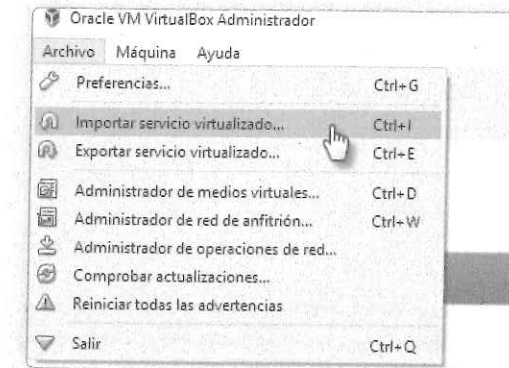 Oracle VM VirtualBox Administrador
Archivo Máquina Ayuda
Preferencias... Ctrl+G
Importar servicio virtualizado... Ctrl+I
Exportar servicio virtualizado... Ctrl+E
Administrador de medios virtuales... Ctrl+D
Administrador de red de anfitrión... Ctrl+W
Administrador de operaciones de red...
Comprobar actualizaciones...
Reiniciar todas las advertencias
Salir Ctrl+Q